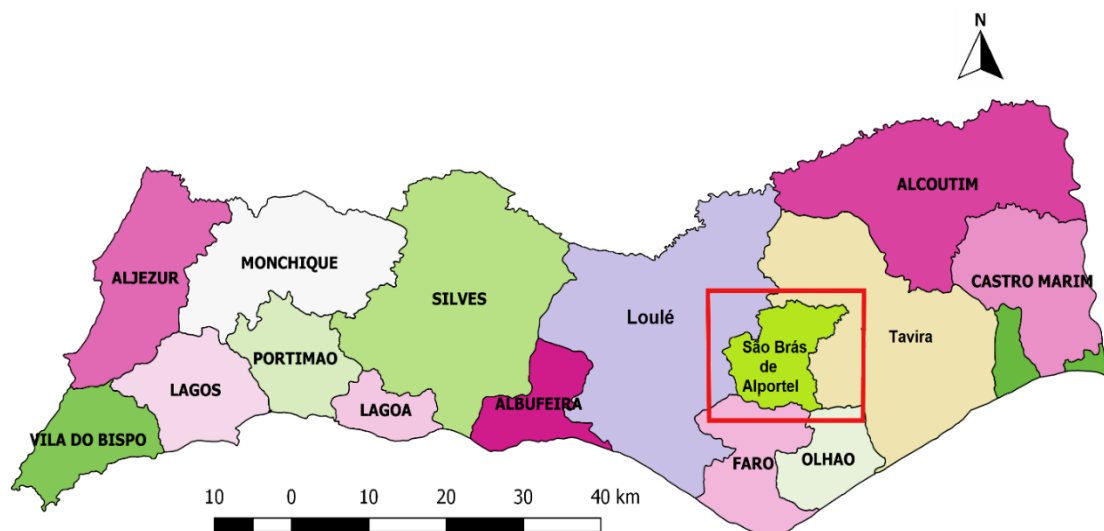 N
ALCOUTIM
ALJEZUR
MONCHIQUE
CASTRO MARIM
SILVES
Loulé
Tavira
PORTIMAO
São Brás
de
Alportel
LAGOS
LAGOA
ALBUFEIRA
VILA DO BISPO
FARO
OLHAO
10 0 10 20 30 40 km